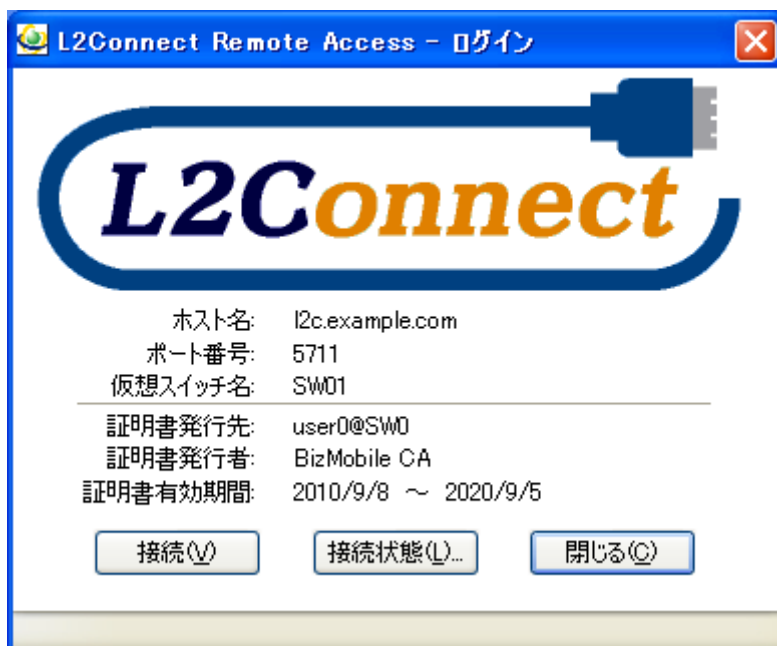 L2Connect Remote Access - ログイン
L2Connect
ホスト名: l2c.example.com
ポート番号: 5711
仮想スイッチ名: SW01
証明書発行先: user0@SW0
証明書発行者: BizMobile CA
証明書有効期間: 2010/9/8 ～ 2020/9/5
接続(V) 接続状態(L)... 閉じる(C)